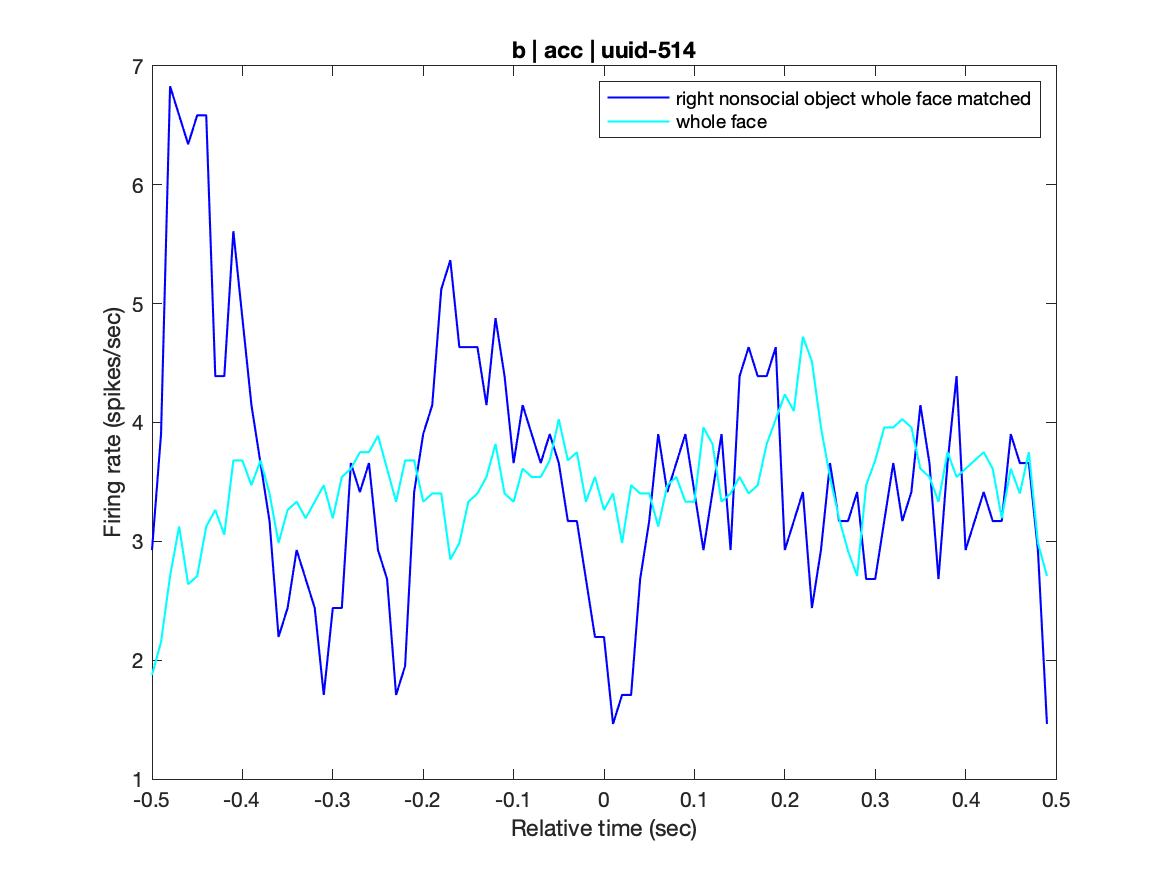 b | acc | uuid-514
7
right nonsocial object whole face matched
whole face
6
5
4
3
2
1
Firing rate (spikes/sec)
-0.5 -0.4 -0.3 -0.2 -0.1 0 0.1 0.2 0.3 0.4 0.5
Relative time (sec)